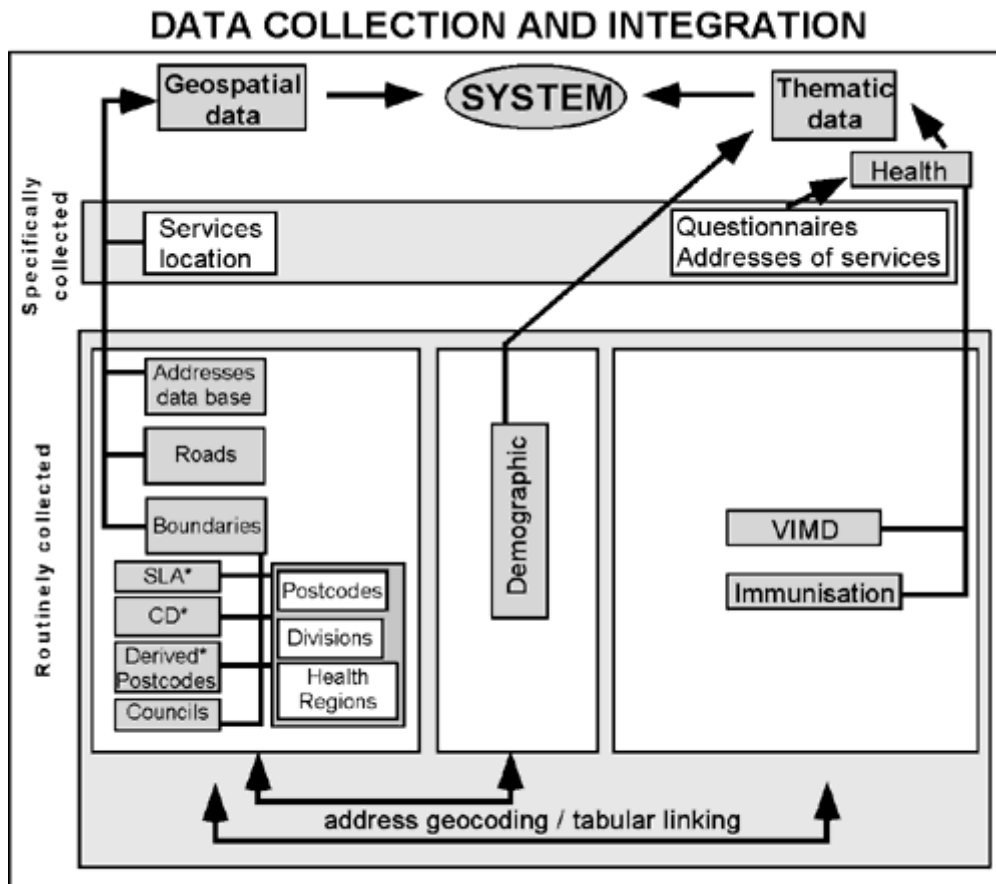 DATA COLLECTION AND INTEGRATION
Geospatial
data
SYSTEM
Thematic
data
Health
Specifically
collected
Services
location
Questionnaires
Addresses of services
Routinely collected
Addresses
data base
Roads
Boundaries
SLA*
CD*
Derived*
Postcodes
Councils
Postcodes
Divisions
Health
Regions
Demographic
VIMD
Immunisation
address geocoding / tabular linking